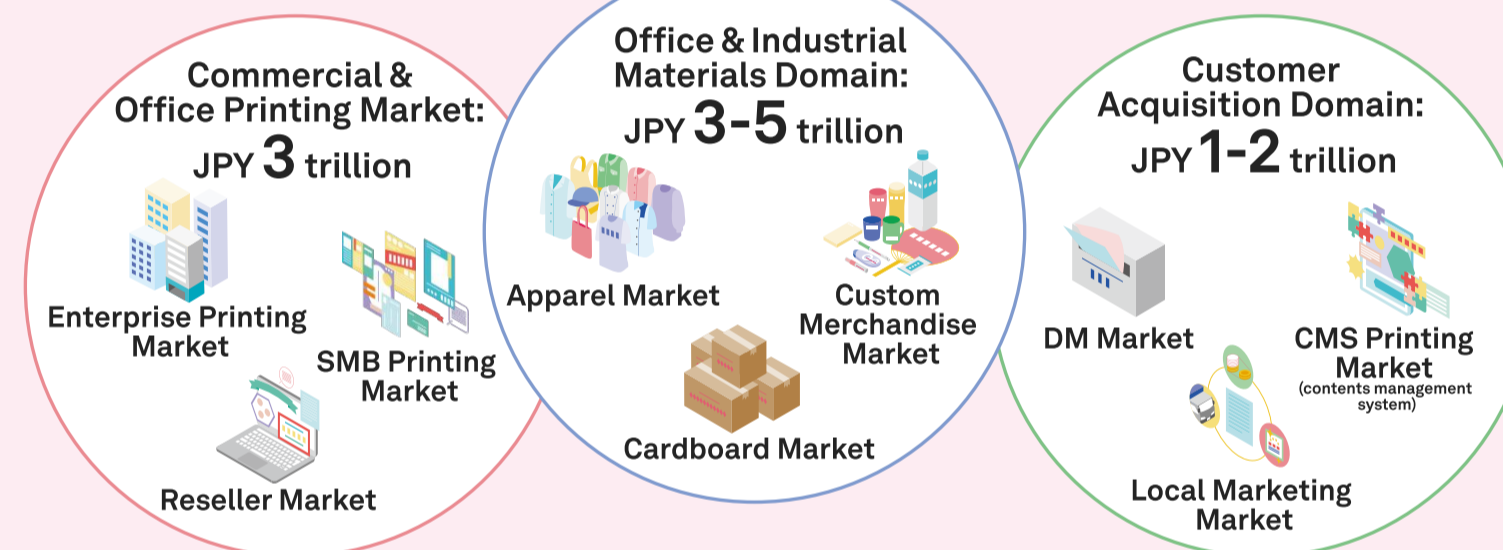 Commercial &
Office Printing Market:
JPY 3 trillion
Enterprise Printing
Market
SMB Printing
Market
Reseller Market
Office & Industrial
Materials Domain:
JPY 3-5 trillion
Apparel Market
Custom
Merchandise
Market
Cardboard Market
Customer
Acquisition Domain:
JPY 1-2 trillion
DM Market
CMS Printing
Market
(contents management
system)
Local Marketing
Market